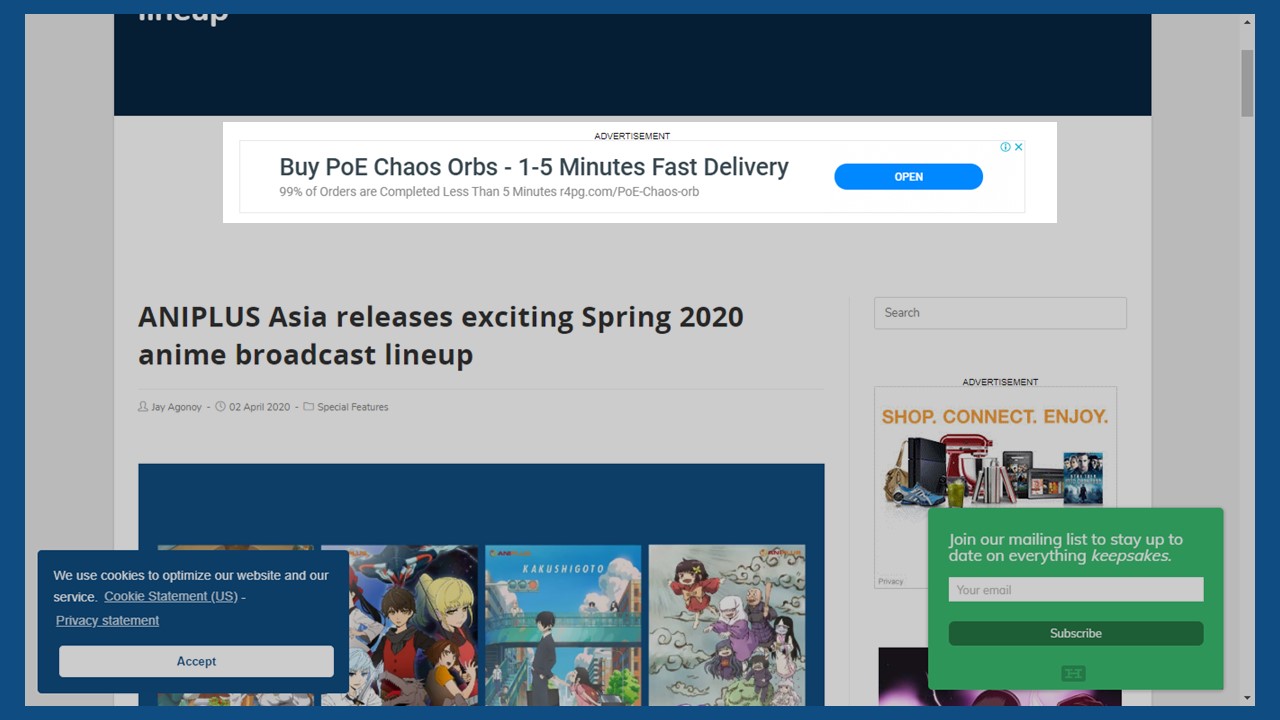 lineup
ADVERTISEMENT
Buy PoE Chaos Orbs - 1-5 Minutes Fast Delivery
99% of Orders are Completed Less Than 5 Minutes r4pg.com/PoE-Chaos-orb
OPEN
ANIPLUS Asia releases exciting Spring 2020
anime broadcast lineup
Jay Agonoy - 02 April 2020 - Special Features
Search
ADVERTISEMENT
SHOP. CONNECT. ENJOY.
Privacy
KAKUSHIGOTO
We use cookies to optimize our website and our
service. Cookie Statement (US) -
Privacy statement
Accept
Join our mailing list to stay up to
date on everything keepsakes.
Your email
Subscribe